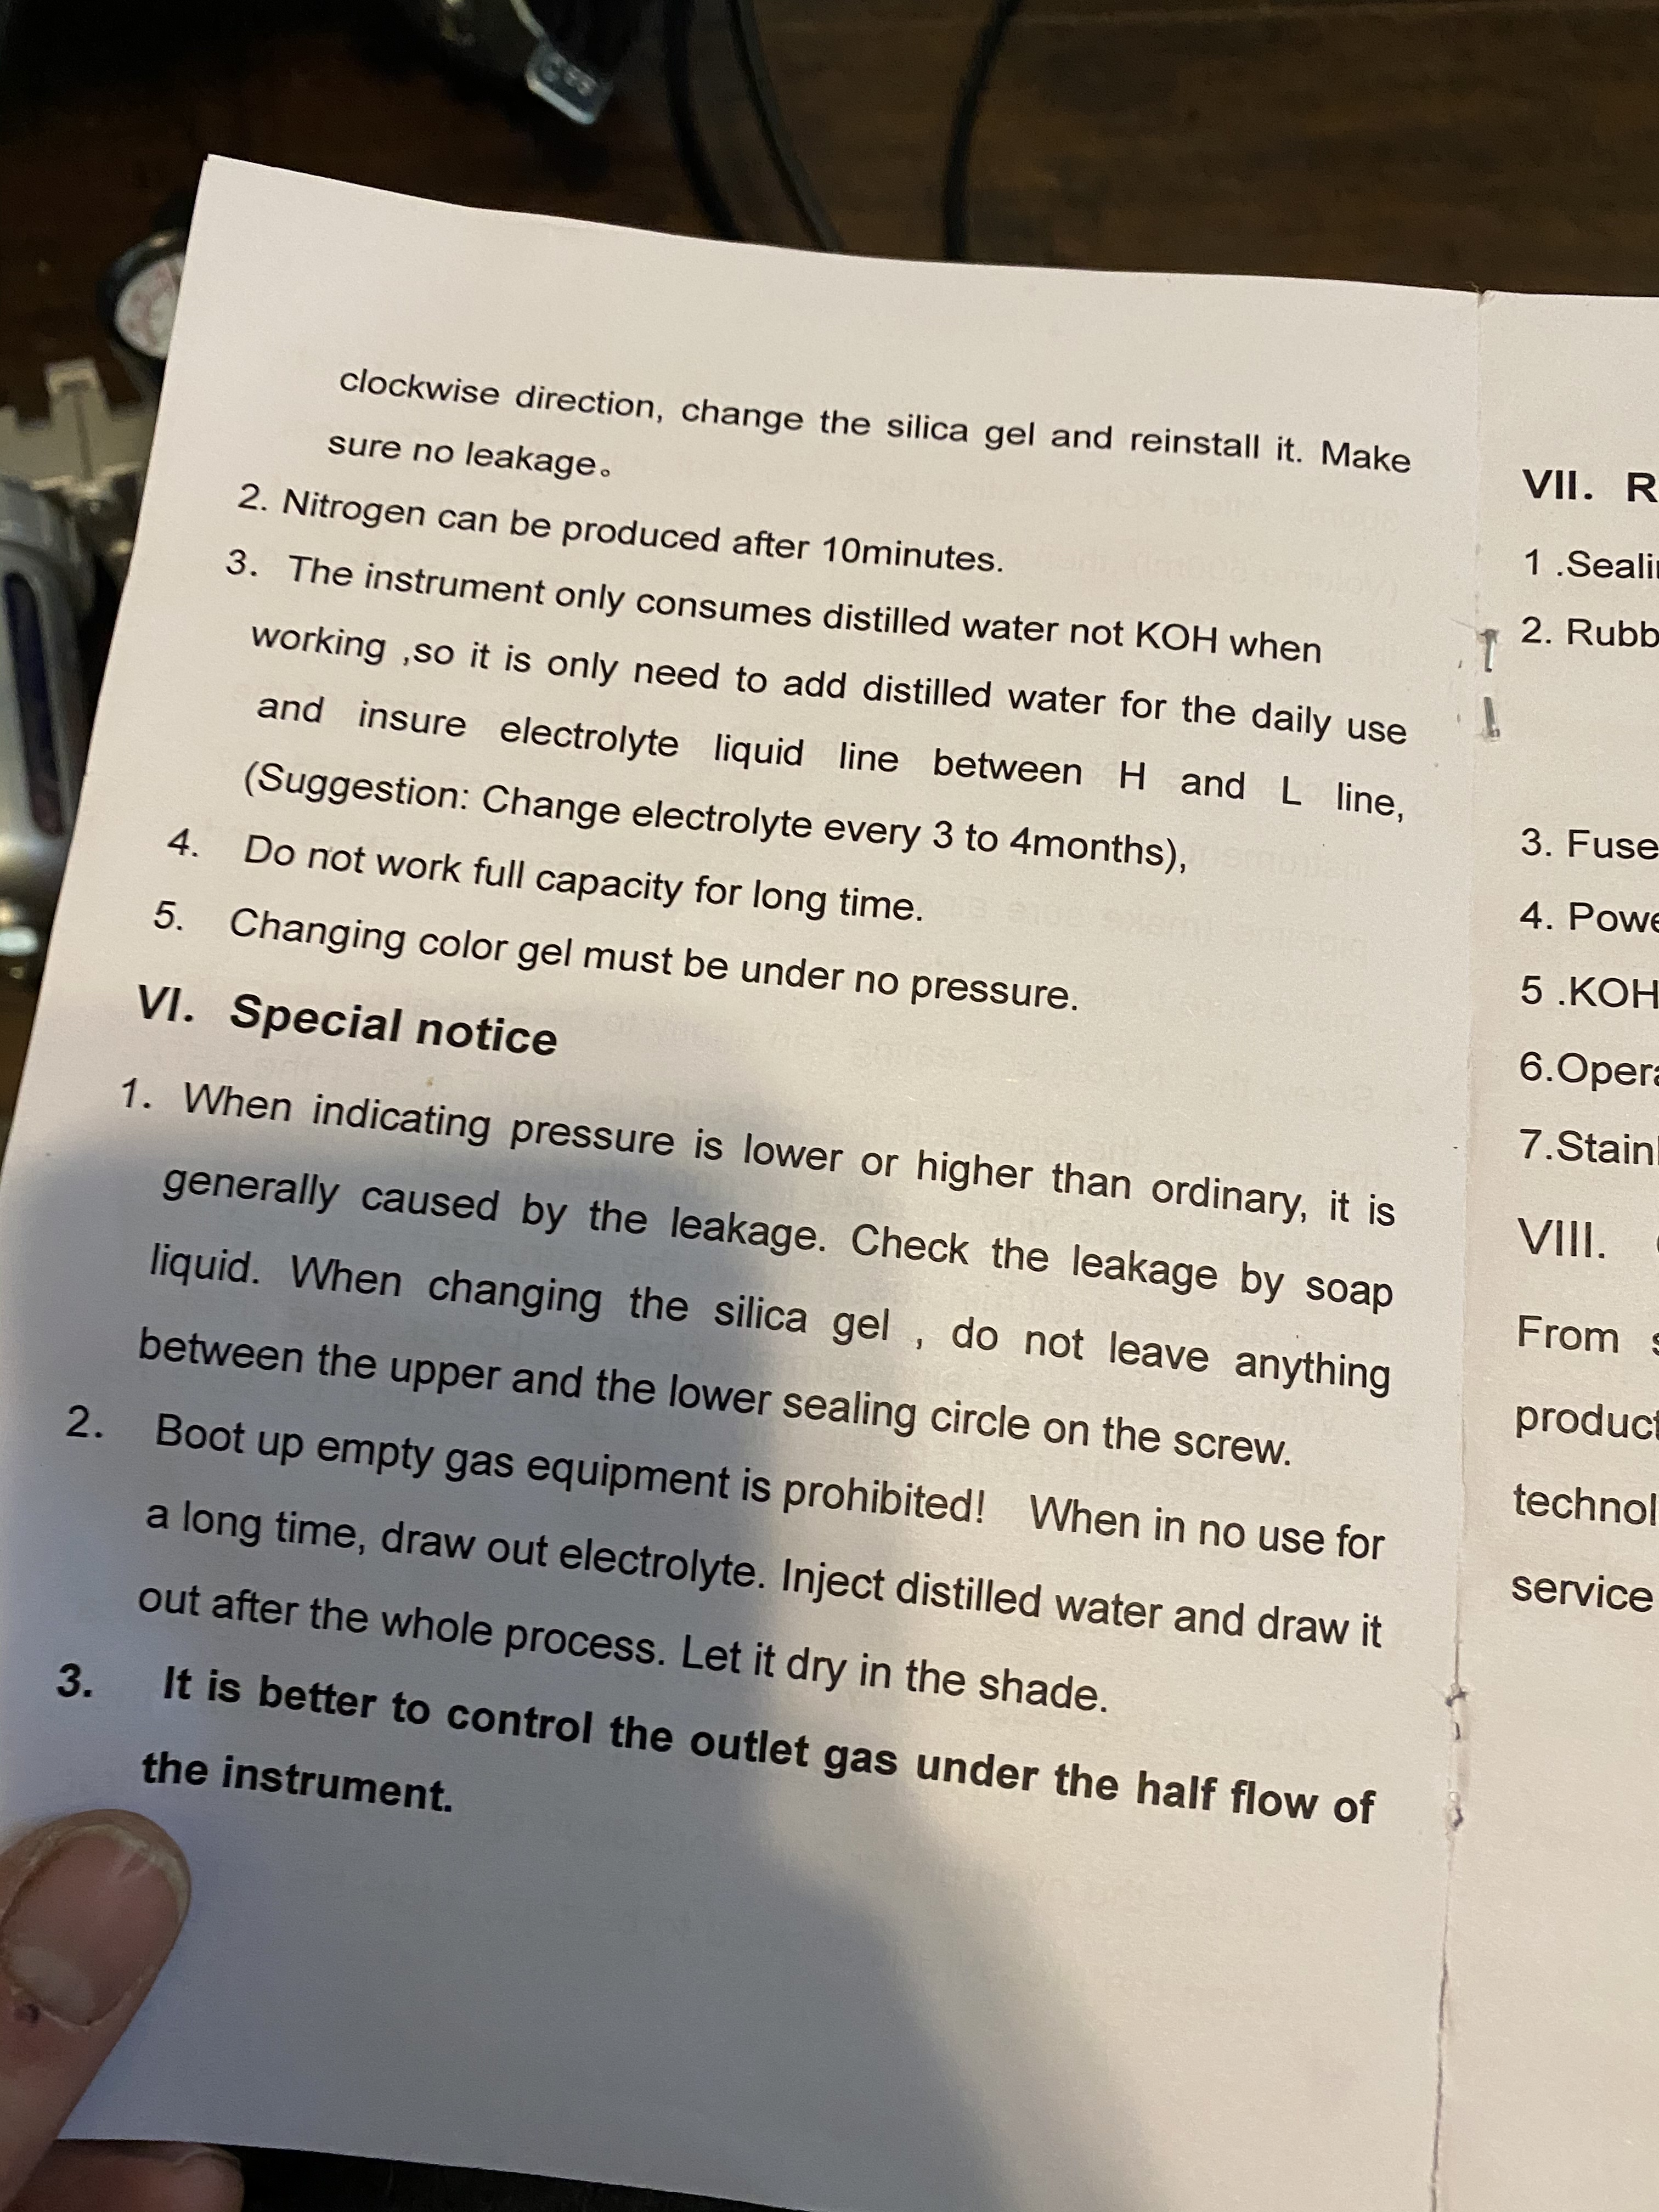 clockwise direction, change the silica gel and reinstall it. Make
sure no leakage。
2. Nitrogen can be produced after 10minutes.
3. The instrument only consumes distilled water not KOH when
working ,so it is only need to add distilled water for the daily use
and insure electrolyte liquid line between H and L line,
(Suggestion: Change electrolyte every 3 to 4months),
4. Do not work full capacity for long time.
5. Changing color gel must be under no pressure.
VI. Special notice
1. When indicating pressure is lower or higher than ordinary, it is
generally caused by the leakage. Check the leakage by soap
liquid. When changing the silica gel , do not leave anything
between the upper and the lower sealing circle on the screw.
2. Boot up empty gas equipment is prohibited! When in no use for
a long time, draw out electrolyte. Inject distilled water and draw it
out after the whole process. Let it dry in the shade.
3. It is better to control the outlet gas under the half flow of
the instrument.
VII. R
1 .Seali
2. Rubb
3. Fuse
4. Powe
5 .KOH
6.Opera
7.Stainl
VIII.
From
product
technol
service